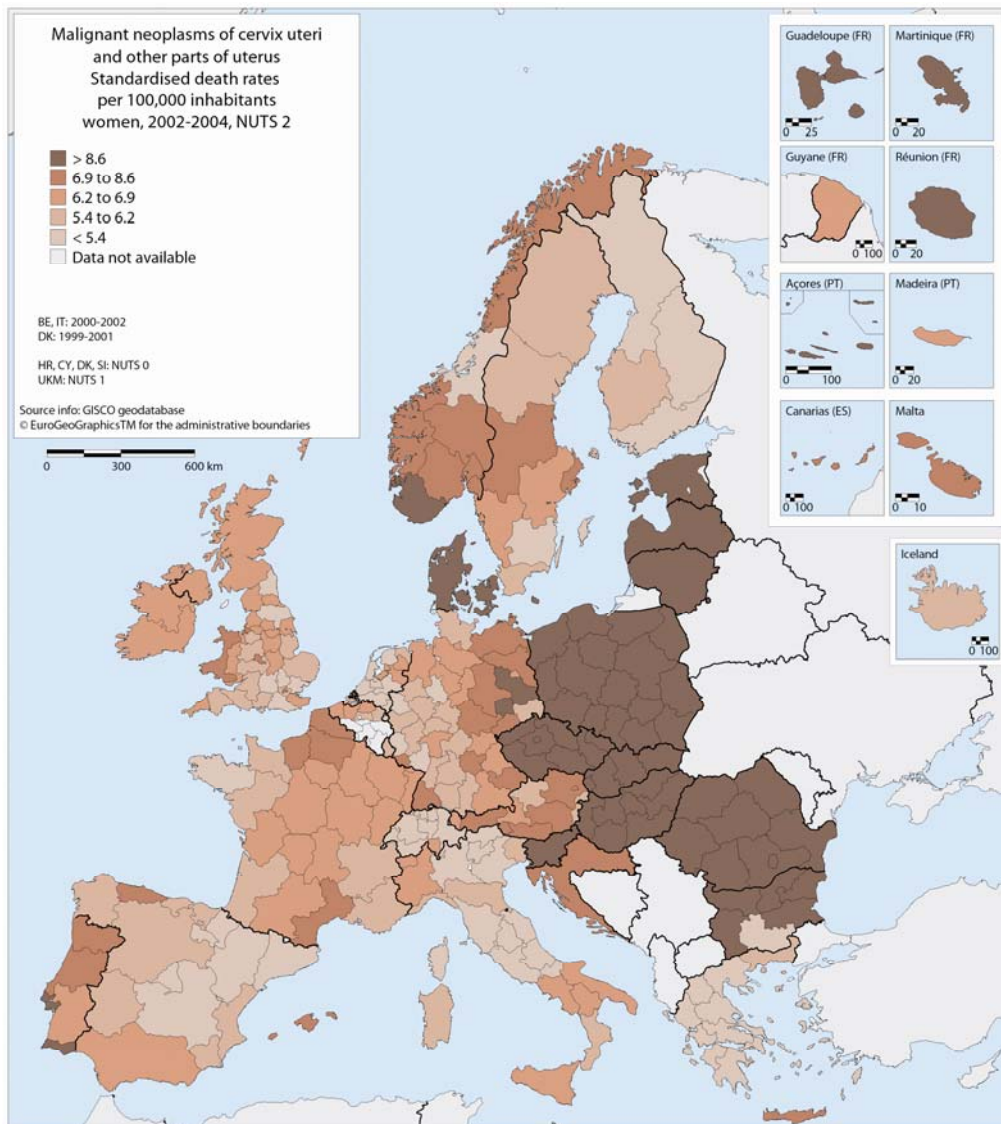 Malignant neoplasms of cervix uteri
and other parts of uterus
Standardised death rates
per 100,000 inhabitants
women, 2002-2004, NUTS 2
> 8.6
6.9 to 8.6
6.2 to 6.9
5.4 to 6.2
< 5.4
Data not available
BE, IT: 2000-2002
DK: 1999-2001
HR, CY, DK, SI: NUTS 0
UKM: NUTS 1
Source info: GISCO geodatabase
© EuroGeoGraphicsTM for the administrative boundaries
0 300 600 km
Guadeloupe (FR)
0 25
Martinique (FR)
0 20
Guyane (FR)
0 100
Réunion (FR)
0 20
Açores (PT)
0 100
Madeira (PT)
0 20
Canarias (ES)
0 100
Malta
0 10
Iceland
0 100